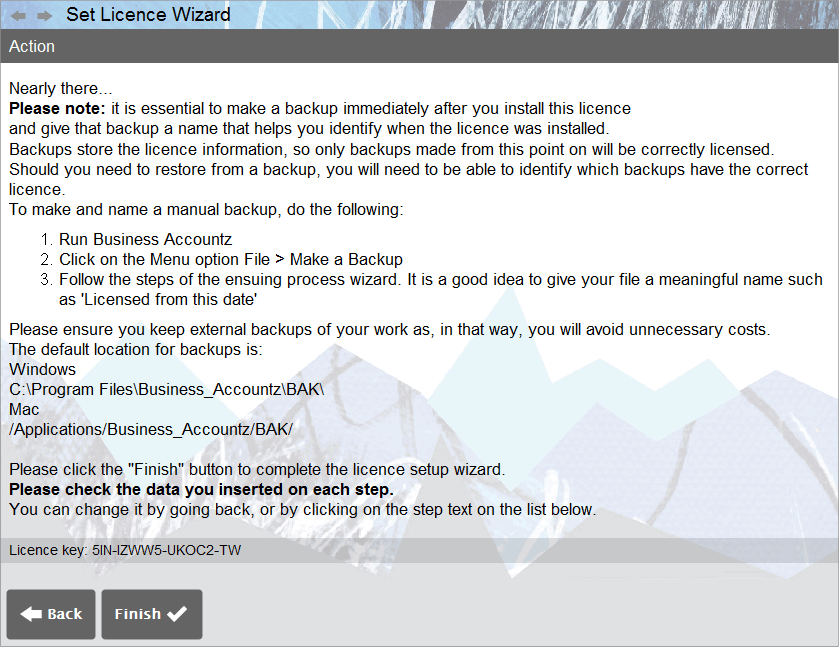 Set Licence Wizard
Action
Nearly there...
Please note: it is essential to make a backup immediately after you install this licence
and give that backup a name that helps you identify when the licence was installed.
Backups store the licence information, so only backups made from this point on will be correctly licensed.
Should you need to restore from a backup, you will need to be able to identify which backups have the correct
licence.
To make and name a manual backup, do the following:
1. Run Business Accountz
2. Click on the Menu option File > Make a Backup
3. Follow the steps of the ensuing process wizard. It is a good idea to give your file a meaningful name such
as 'Licensed from this date'
Please ensure you keep external backups of your work as, in that way, you will avoid unnecessary costs.
The default location for backups is:
Windows
C:\Program Files\Business_Accountz\BAK\
Mac
/Applications/Business_Accountz/BAK/
Please click the "Finish" button to complete the licence setup wizard.
Please check the data you inserted on each step.
You can change it by going back, or by clicking on the step text on the list below.
Licence key: 5IN-IZWW5-UKOC2-TW
Back
Finish